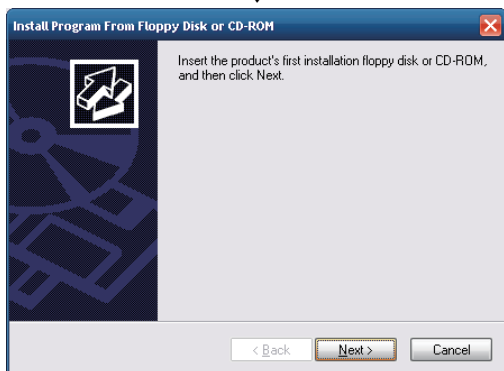 Install Program From Floppy Disk or CD-ROM
Insert the product's first installation floppy disk or CD-ROM,
and then click Next.
< Back Next > Cancel